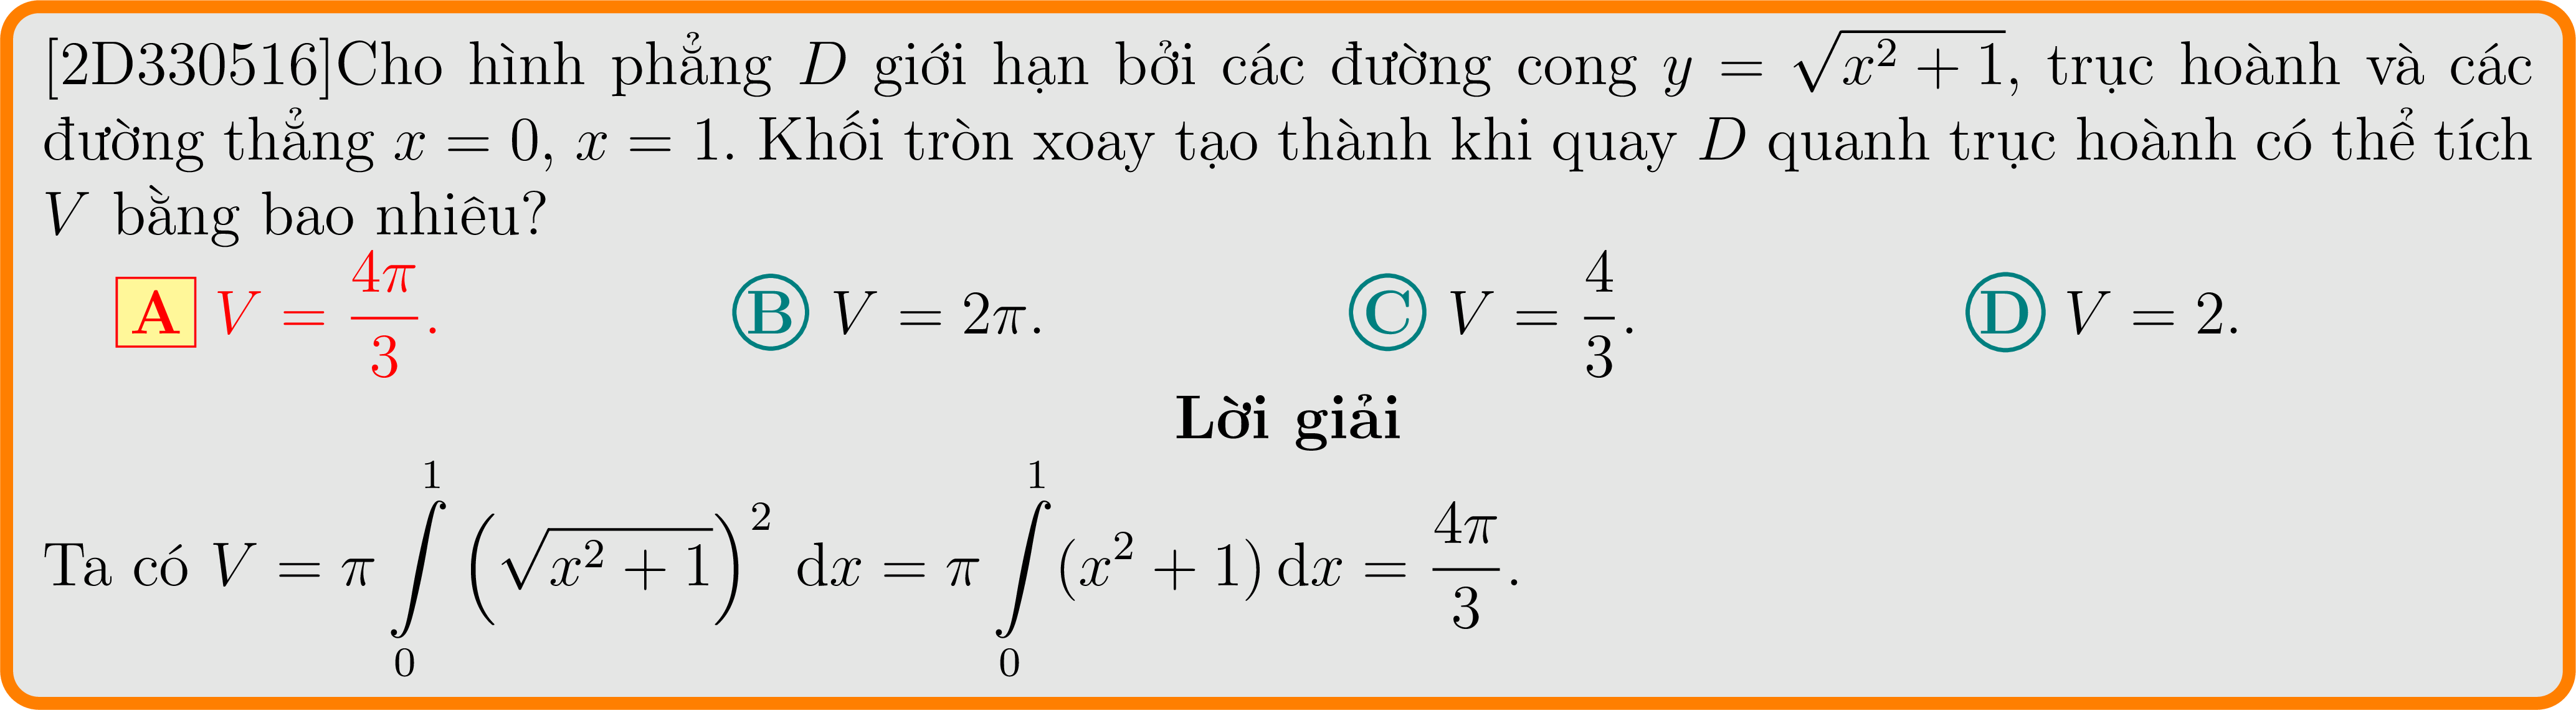 [2D330516]Cho hình phẳng D giới hạn bởi các đường cong y = √(x² + 1), trục hoành và các
đường thẳng x = 0, x = 1. Khối tròn xoay tạo thành khi quay D quanh trục hoành có thể tích
V bằng bao nhiêu?
A V = 4π/3. B V = 2π. C V = 4/3. D V = 2.
Lời giải
Ta có V = π ∫₀¹ (√(x² + 1))² dx = π ∫₀¹ (x² + 1) dx = 4π/3.